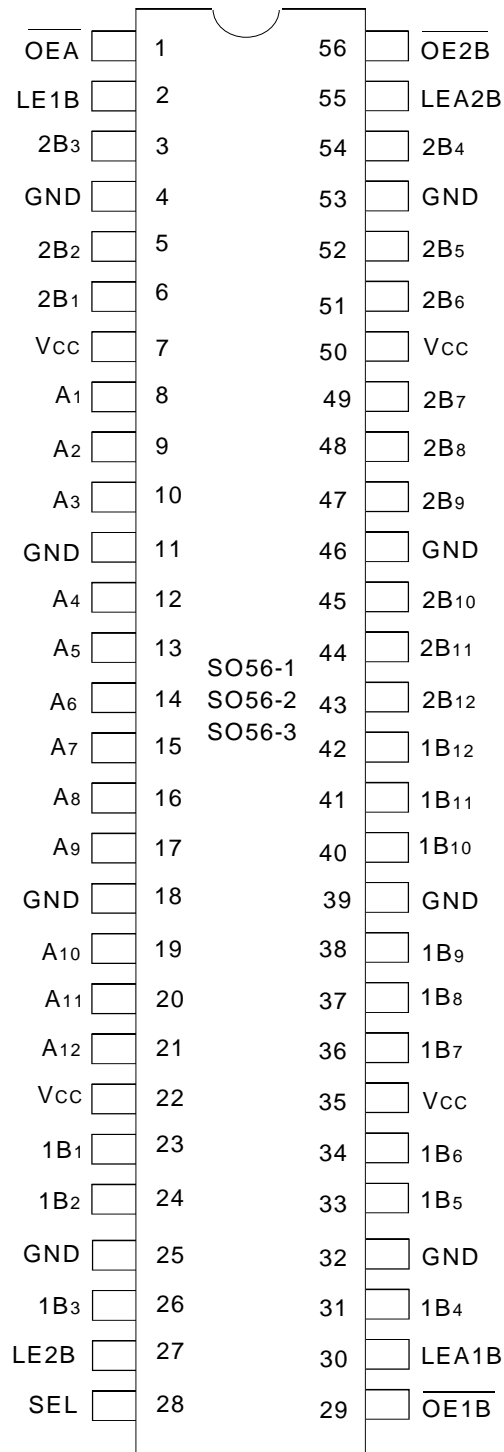 OEA 1 56 OE2B
LE1B 2 55 LEA2B
2B3 3 54 2B4
GND 4 53 GND
2B2 5 52 2B5
2B1 6 51 2B6
VCC 7 50 VCC
A1 8 49 2B7
A2 9 48 2B8
A3 10 47 2B9
GND 11 46 GND
A4 12 45 2B10
A5 13 44 2B11
SO56-1
A6 14 SO56-2 43 2B12
SO56-3
A7 15 42 1B12
A8 16 41 1B11
A9 17 40 1B10
GND 18 39 GND
A10 19 38 1B9
A11 20 37 1B8
A12 21 36 1B7
VCC 22 35 VCC
1B1 23 34 1B6
1B2 24 33 1B5
GND 25 32 GND
1B3 26 31 1B4
LE2B 27 30 LEA1B
SEL 28 29 OE1B